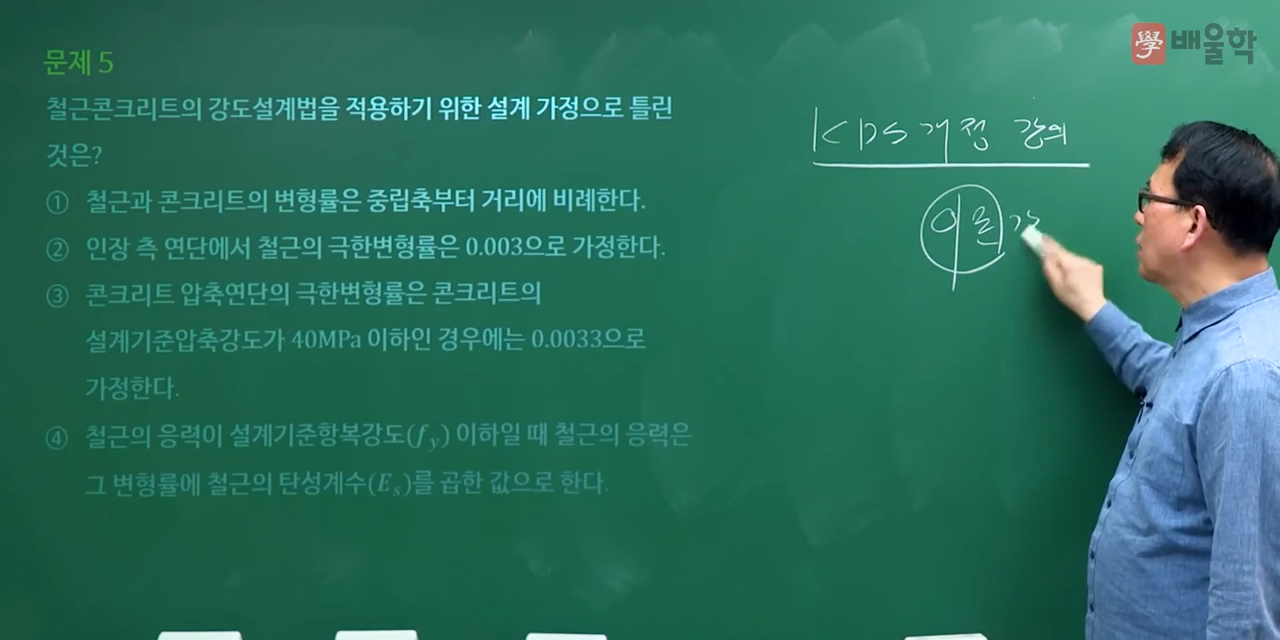 學 배울학
문제 5
철근콘크리트의 강도설계법을 적용하기 위한 설계 가정으로 틀린
것은?
① 철근과 콘크리트의 변형률은 중립축부터 거리에 비례한다.
② 인장 측 연단에서 철근의 극한변형률은 0.003으로 가정한다.
③ 콘크리트 압축연단의 극한변형률은 콘크리트의
설계기준압축강도가 40MPa 이하인 경우에는 0.0033으로
가정한다.
④ 철근의 응력이 설계기준항복강도(f_y) 이하일 때 철근의 응력은
그 변형률에 철근의 탄성계수(E_s)를 곱한 값으로 한다.
KDS 개정 강의
이론